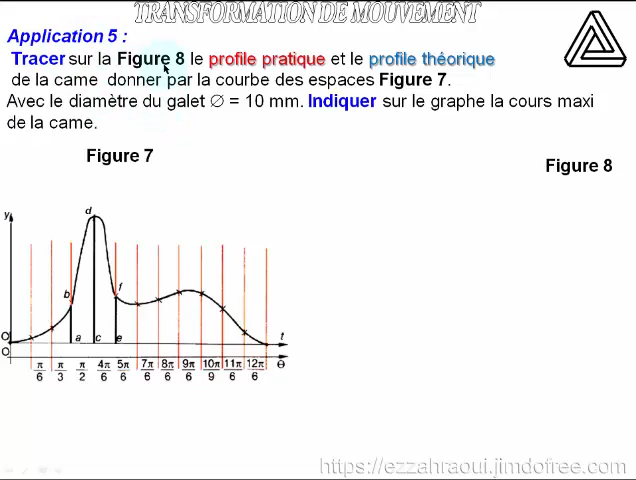 TRANSFORMATION DE MOUVEMENT
Application 5 :
Tracer sur la Figure 8 le profile pratique et le profile théorique
de la came donner par la courbe des espaces Figure 7.
Avec le diamètre du galet ∅ = 10 mm. Indiquer sur le graphe la cours maxi
de la came.
Figure 7
Figure 8
y
d
b
f
O
a c e
t
O
π/6 π/3 π/2 4π/6 5π/6 7π/6 8π/6 9π/6 10π/9 11π/6 12π/6 Θ
https://ezzahraoui.jimdofree.com